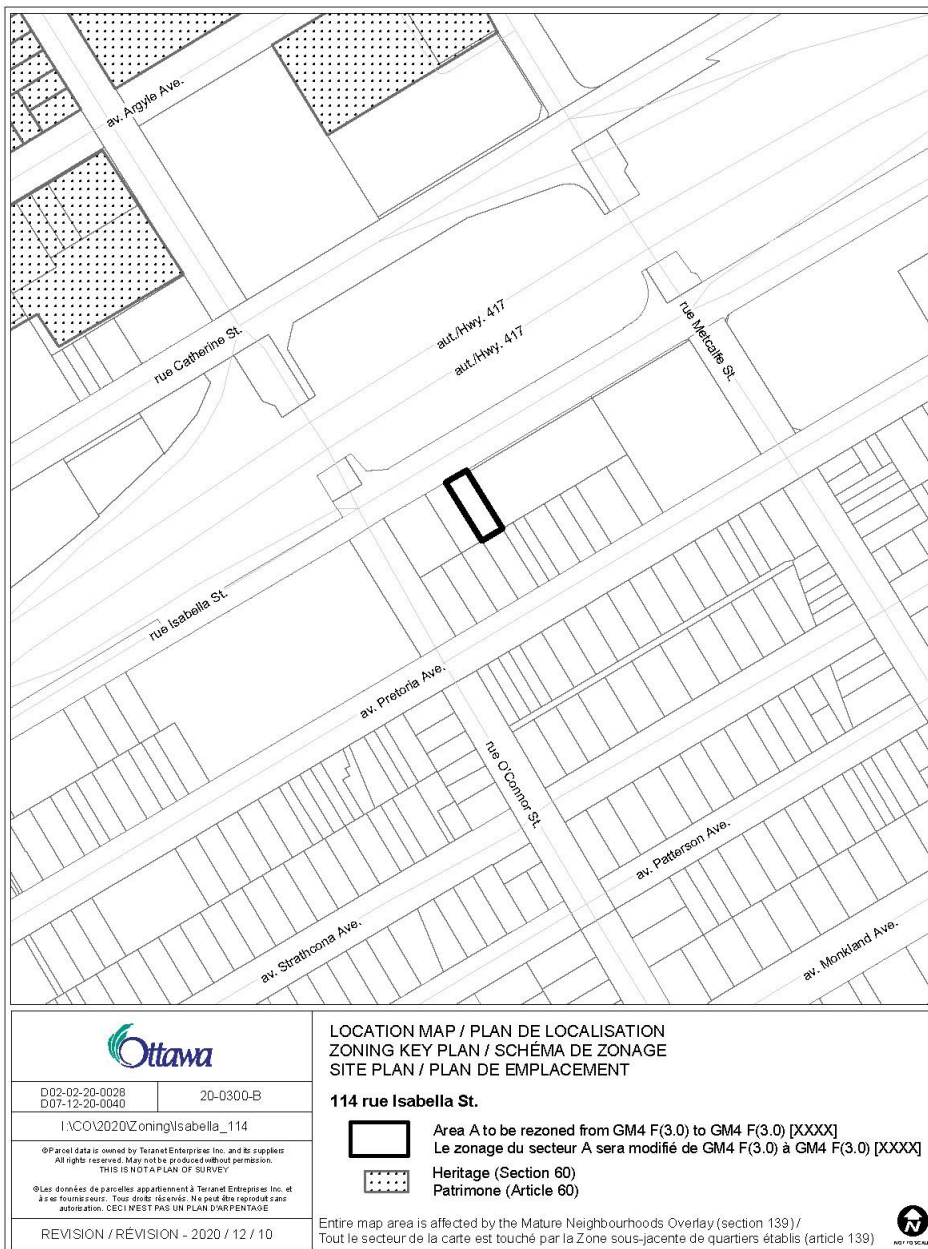 av. Argyle Ave.
rue Catherine St.
aut./Hwy. 417
aut./Hwy. 417
rue Metcalfe St.
rue Isabella St.
av. Pretoria Ave.
rue O'Connor St.
av. Patterson Ave.
av. Strathcona Ave.
av. Monkland Ave.
Ottawa
D02-02-20-0028
D07-12-20-0040
20-0300-B
I:\CO\2020\Zoning\Isabella_114
©Parcel data is owned by Teranet Enterprises Inc. and its suppliers
All rights reserved. May not be produced without permission.
THIS IS NOT A PLAN OF SURVEY
©Les données de parcelles appartiennent à Terranet Entreprises Inc. et
à ses fournisseurs. Tous droits réservés. Ne peut être reproduit sans
autorisation. CECI N'EST PAS UN PLAN D'ARPENTAGE
REVISION / RÉVISION - 2020 / 12 / 10
LOCATION MAP / PLAN DE LOCALISATION
ZONING KEY PLAN / SCHÉMA DE ZONAGE
SITE PLAN / PLAN DE EMPLACEMENT
114 rue Isabella St.
Area A to be rezoned from GM4 F(3.0) to GM4 F(3.0) [XXXX]
Le zonage du secteur A sera modifié de GM4 F(3.0) à GM4 F(3.0) [XXXX]
Heritage (Section 60)
Patrimone (Article 60)
Entire map area is affected by the Mature Neighbourhoods Overlay (section 139) /
Tout le secteur de la carte est touché par la Zone sous-jacente de quartiers établis (article 139)
N
NOT TO SCALE